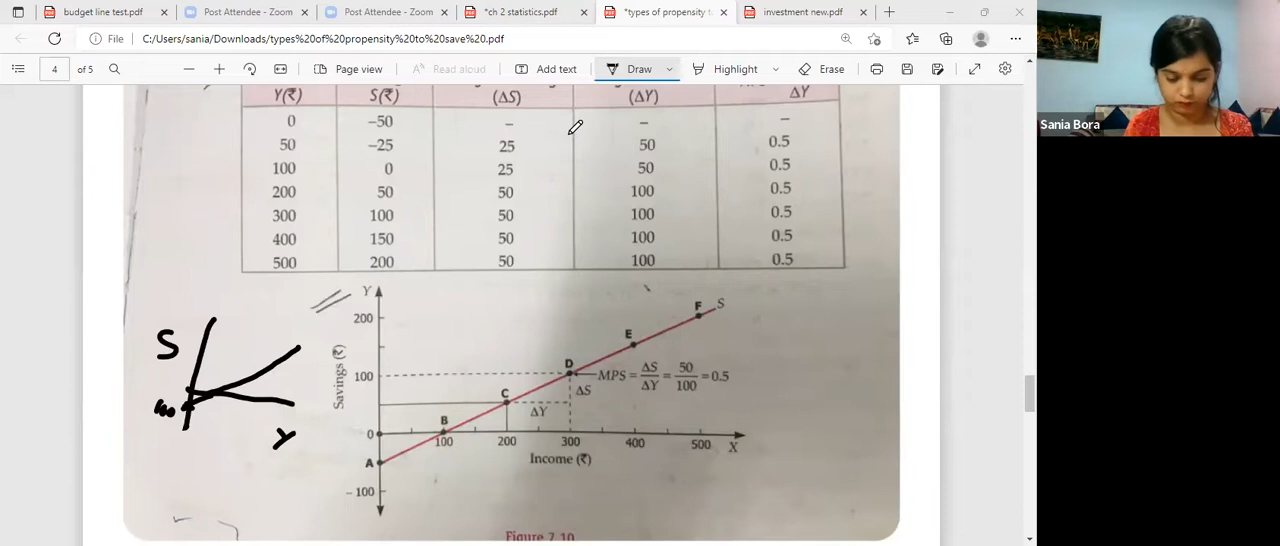 budget line test.pdf
Post Attendee - Zoom
Post Attendee - Zoom
*ch 2 statistics.pdf
*types of propensity t
investment new.pdf
File
C:/Users/sania/Downloads/types%20of%20propensity%20to%20save%20.pdf
4 of 5
Page view
Read aloud
Add text
Draw
Highlight
Erase
Sania Bora
Y(₹) S(₹) (ΔS) (ΔY) ΔY
0 –50 – – –
50 –25 25 50 0.5
100 0 25 50 0.5
200 50 50 100 0.5
300 100 50 100 0.5
400 150 50 100 0.5
500 200 50 100 0.5
Y
200
100
0
– 100
Savings (₹)
A
B
C
D
E
F
S
MPS = ΔS/ΔY = 50/100 = 0.5
ΔS
ΔY
100 200 300 400 500 X
Income (₹)
S
Y
Figure 7.10